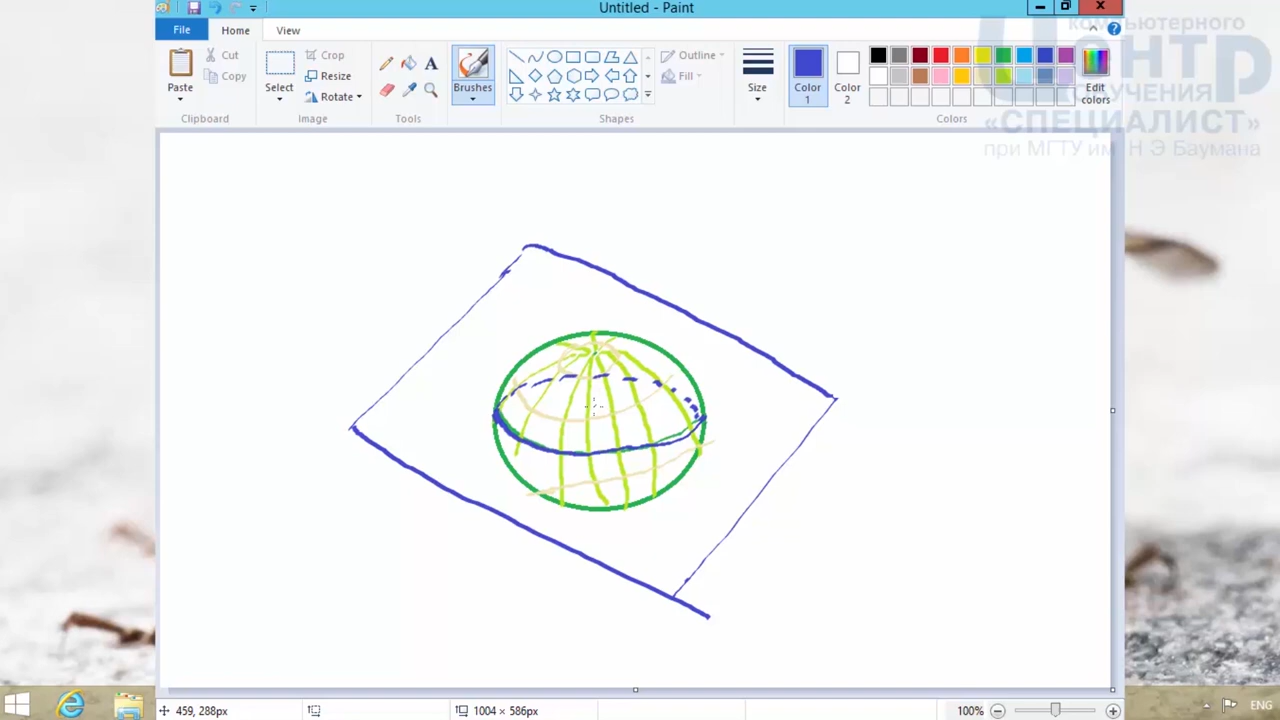 Untitled - Paint
File
Home
View
Paste
Cut
Copy
Clipboard
Select
Crop
Resize
Rotate
Image
A
Tools
Brushes
Outline
Fill
Shapes
Size
Color
1
Color
2
Edit
colors
Colors
компьютерного
Центр
обучения
«СПЕЦИАЛИСТ»
при МГТУ им. Н Э Баумана
459, 288px
1004 × 586px
100%
ENG